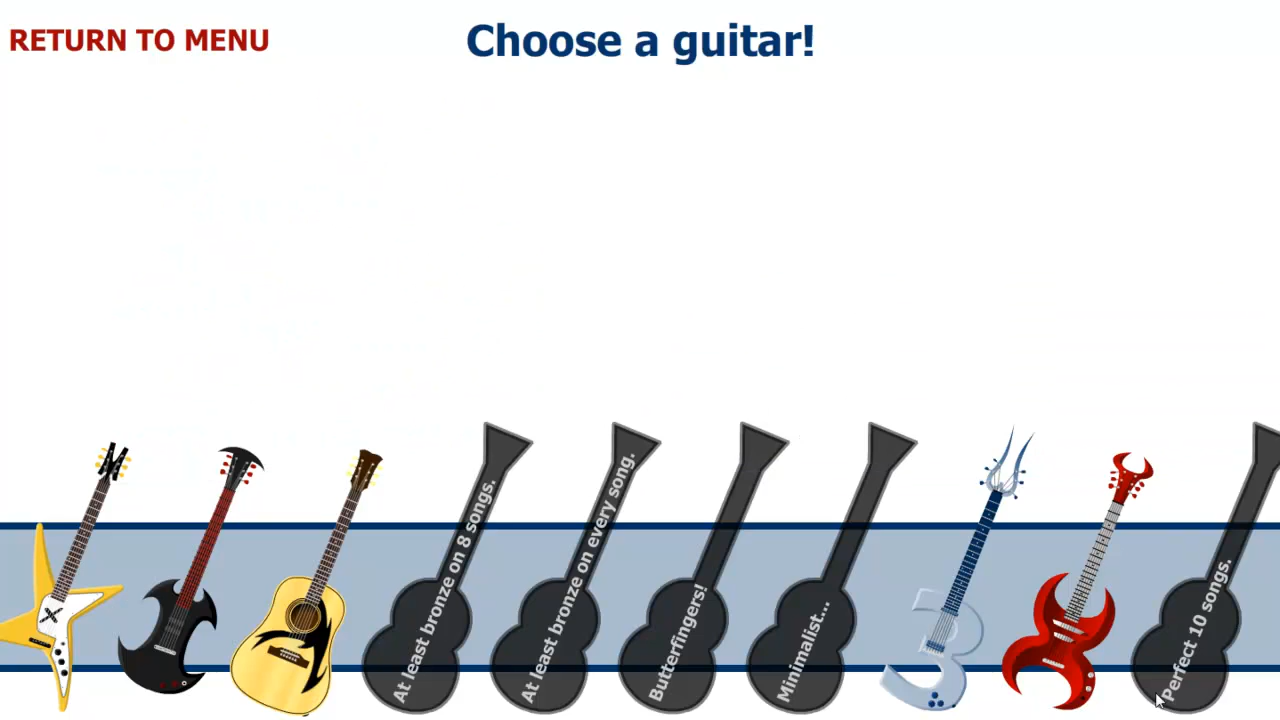 RETURN TO MENU
Choose a guitar!
At least bronze on 8 songs.
At least bronze on every song.
Butterfingers!
Minimalist...
Perfect 10 songs.